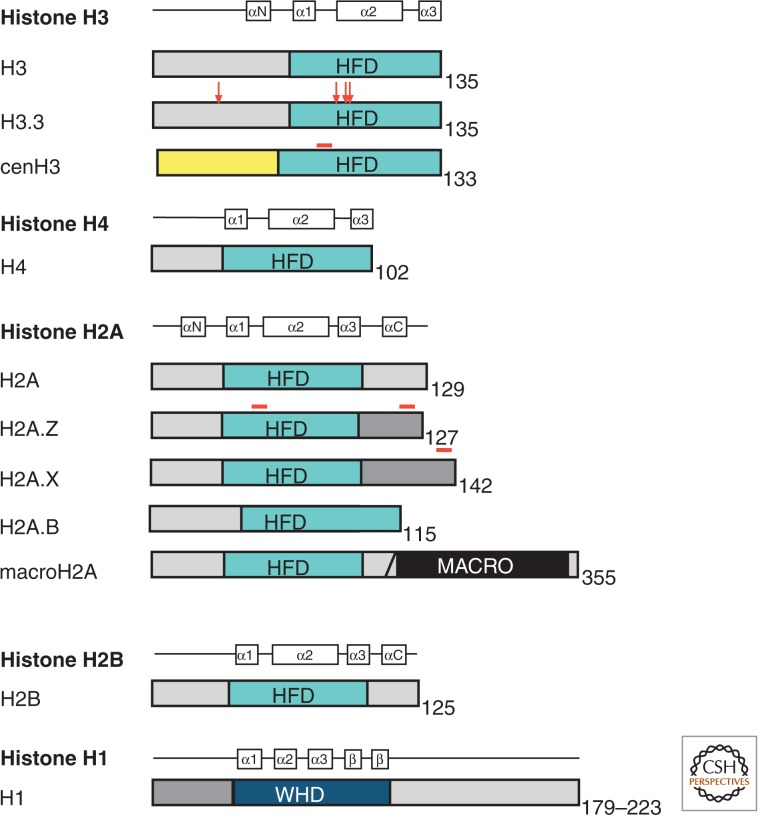 Histone H3 αN α1 α2 α3
H3 HFD 135
H3.3 HFD 135
cenH3 HFD 133
Histone H4 α1 α2 α3
H4 HFD 102
Histone H2A αN α1 α2 α3 αC
H2A HFD 129
H2A.Z HFD 127
H2A.X HFD 142
H2A.B HFD 115
macroH2A HFD MACRO 355
Histone H2B α1 α2 α3 αC
H2B HFD 125
Histone H1 α1 α2 α3 β β
H1 WHD 179–223
CSH
PERSPECTIVES